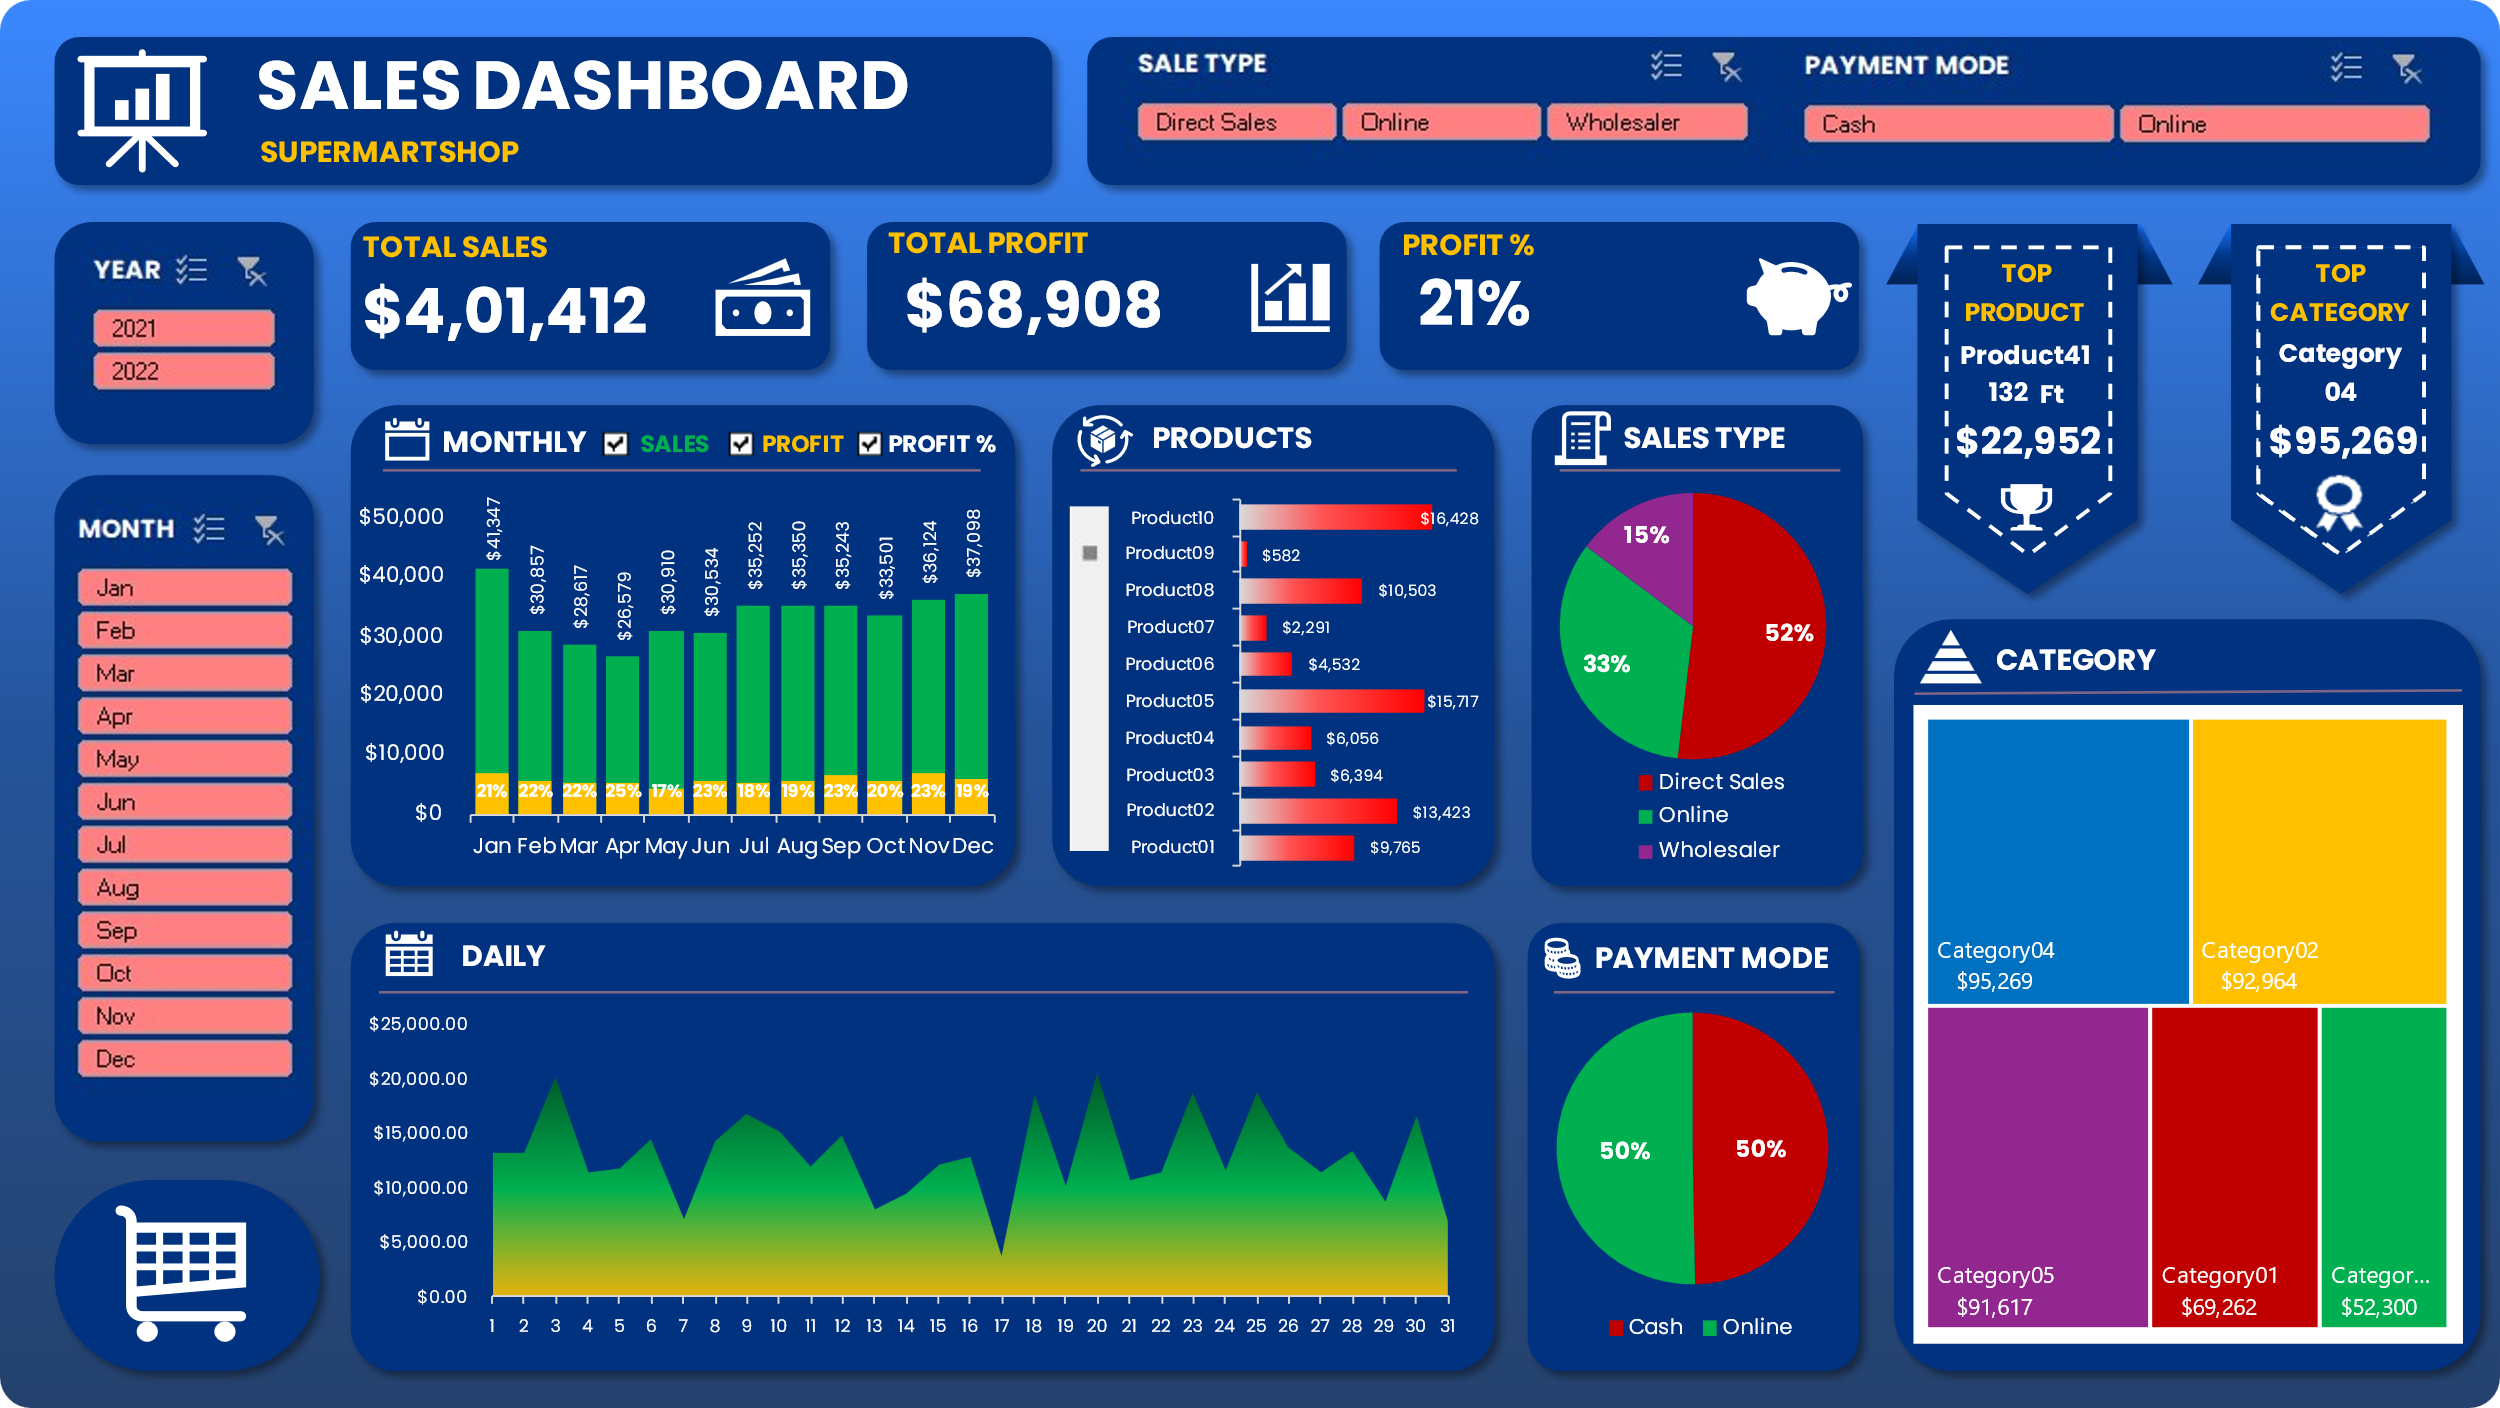 SALES DASHBOARD
SUPERMARTSHOP
SALE TYPE
Direct Sales
Online
Wholesaler
PAYMENT MODE
Cash
Online
YEAR
2021
2022
TOTAL SALES
$4,01,412
TOTAL PROFIT
$68,908
PROFIT %
21%
TOP
PRODUCT
Product41
132 Ft
$22,952
TOP
CATEGORY
Category
04
$95,269
MONTH
Jan
Feb
Mar
Apr
May
Jun
Jul
Aug
Sep
Oct
Nov
Dec
MONTHLY SALES PROFIT PROFIT %
$50,000
$40,000
$30,000
$20,000
$10,000
$0
$41,347
$30,857
$28,617
$26,579
$30,910
$30,534
$35,252
$35,350
$35,243
$33,501
$36,124
$37,098
21% 22% 22% 25% 17% 23% 18% 19% 23% 20% 23% 19%
Jan Feb Mar Apr May Jun Jul Aug Sep Oct Nov Dec
PRODUCTS
Product10 $16,428
Product09 $582
Product08 $10,503
Product07 $2,291
Product06 $4,532
Product05 $15,717
Product04 $6,056
Product03 $6,394
Product02 $13,423
Product01 $9,765
SALES TYPE
15%
52%
33%
Direct Sales
Online
Wholesaler
CATEGORY
Category04
$95,269
Category02
$92,964
Category05
$91,617
Category01
$69,262
Categor...
$52,300
DAILY
$25,000.00
$20,000.00
$15,000.00
$10,000.00
$5,000.00
$0.00
1 2 3 4 5 6 7 8 9 10 11 12 13 14 15 16 17 18 19 20 21 22 23 24 25 26 27 28 29 30 31
PAYMENT MODE
50% 50%
Cash Online